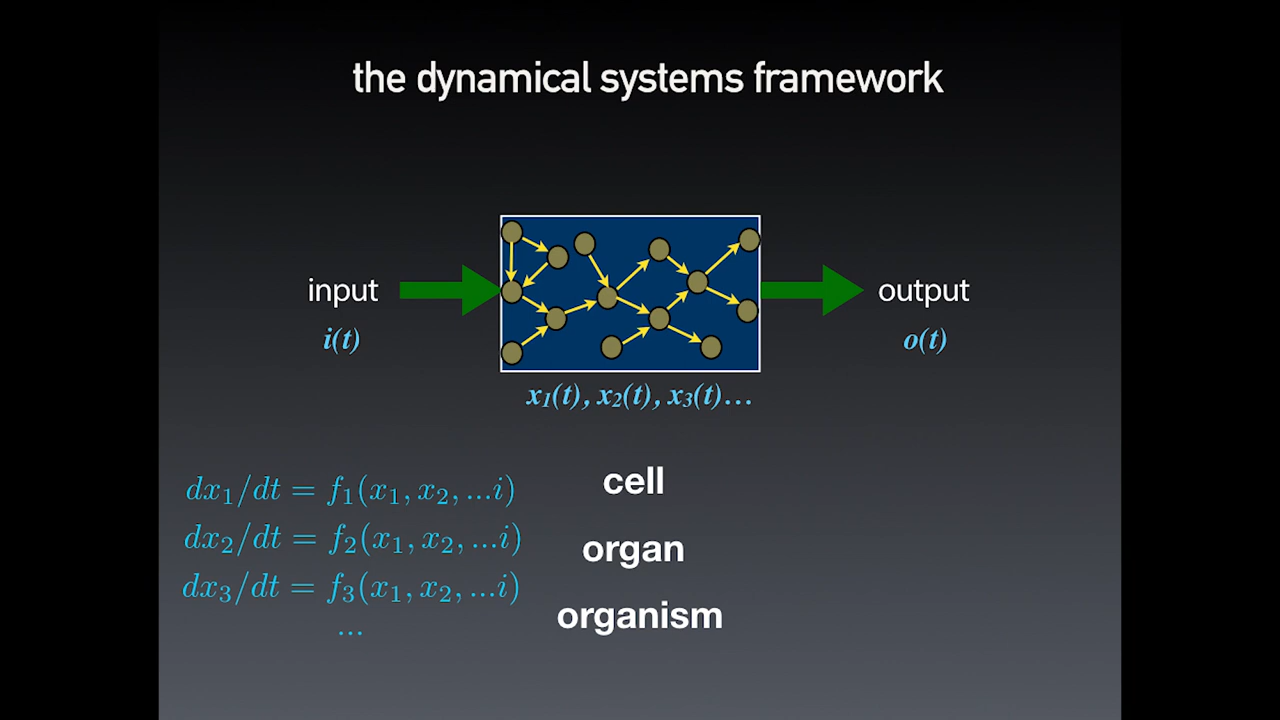 the dynamical systems framework
input
output
i(t)
o(t)
x₁(t), x₂(t), x₃(t)...
dx₁/dt = f₁(x₁, x₂, ...i)
dx₂/dt = f₂(x₁, x₂, ...i)
dx₃/dt = f₃(x₁, x₂, ...i)
...
cell
organ
organism